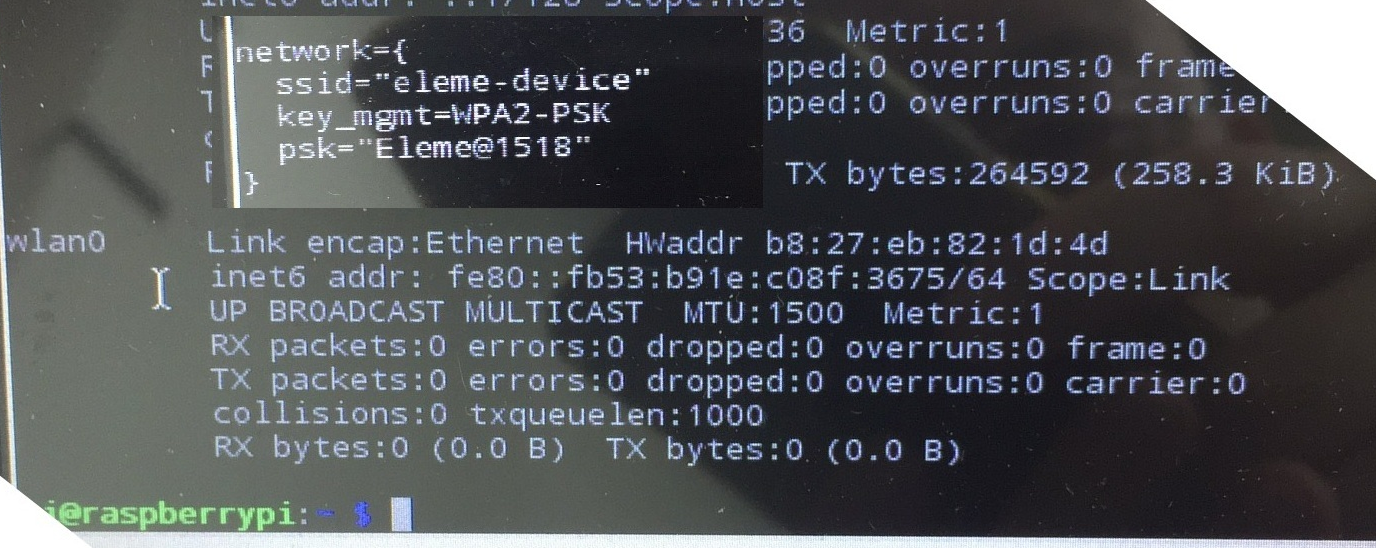 inet6 addr: ::1/128 Scope:Host
36 Metric:1
pped:0 overruns:0 frame
pped:0 overruns:0 carrier
TX bytes:264592 (258.3 KiB)
network={
ssid="eleme-device"
key_mgmt=WPA2-PSK
psk="Eleme@1518"
}
wlan0 Link encap:Ethernet HWaddr b8:27:eb:82:1d:4d
inet6 addr: fe80::fb53:b91e:c08f:3675/64 Scope:Link
UP BROADCAST MULTICAST MTU:1500 Metric:1
RX packets:0 errors:0 dropped:0 overruns:0 frame:0
TX packets:0 errors:0 dropped:0 overruns:0 carrier:0
collisions:0 txqueuelen:1000
RX bytes:0 (0.0 B) TX bytes:0 (0.0 B)
i@raspberrypi:~ $